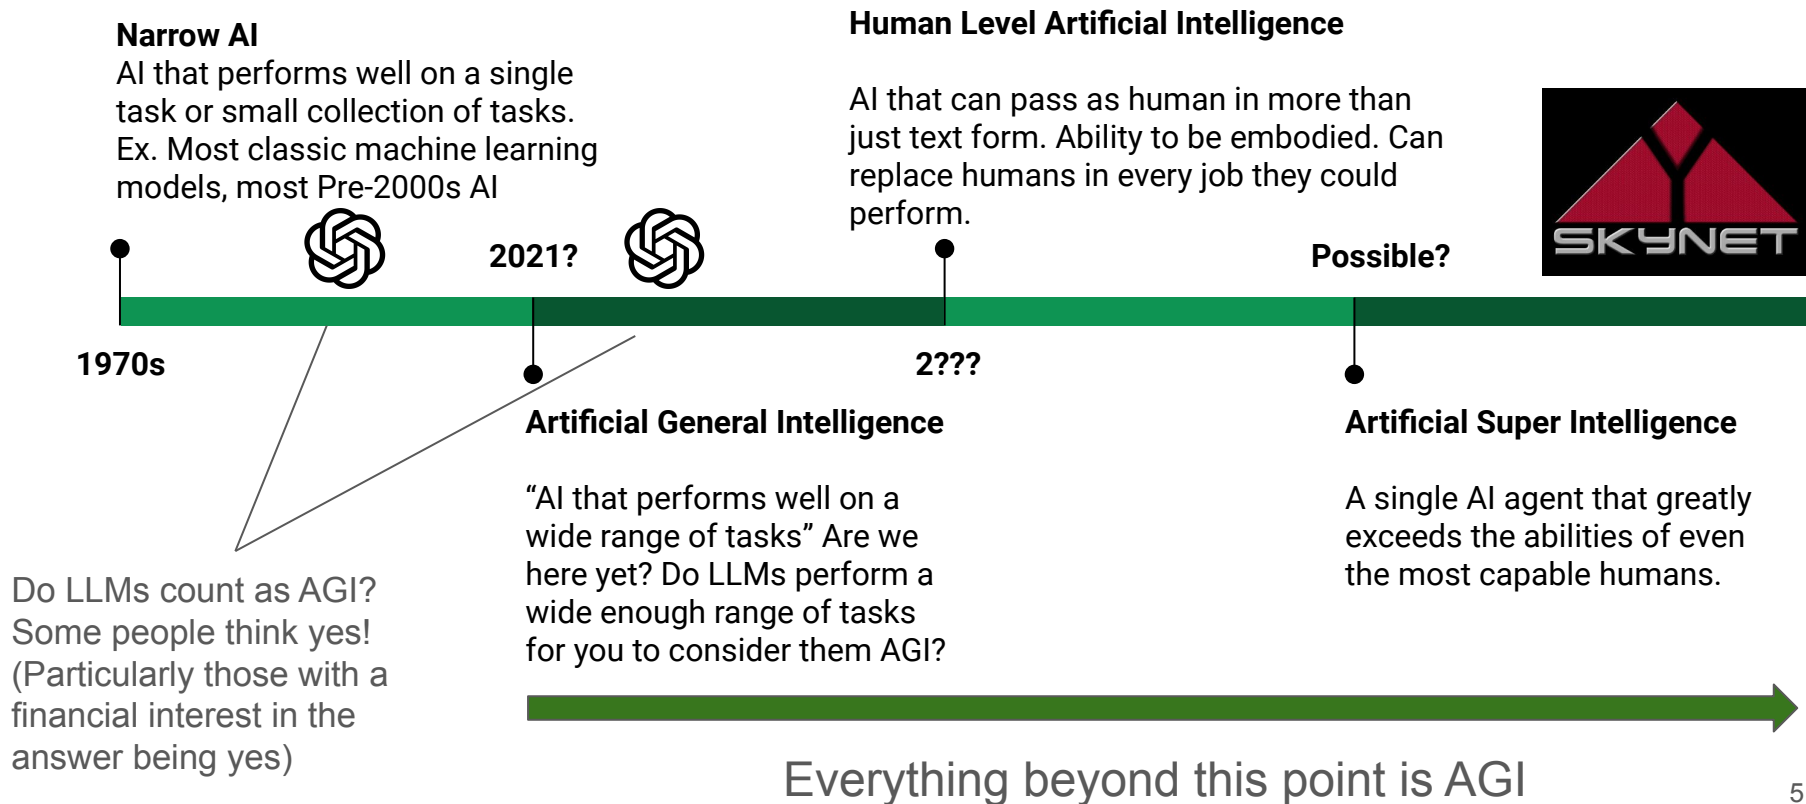 Narrow AI
AI that performs well on a single
task or small collection of tasks.
Ex. Most classic machine learning
models, most Pre-2000s AI
Human Level Artificial Intelligence
AI that can pass as human in more than
just text form. Ability to be embodied. Can
replace humans in every job they could
perform.
SKYNET
2021?
Possible?
1970s
2???
Artificial General Intelligence
“AI that performs well on a
wide range of tasks” Are we
here yet? Do LLMs perform a
wide enough range of tasks
for you to consider them AGI?
Artificial Super Intelligence
A single AI agent that greatly
exceeds the abilities of even
the most capable humans.
Do LLMs count as AGI?
Some people think yes!
(Particularly those with a
financial interest in the
answer being yes)
Everything beyond this point is AGI
5